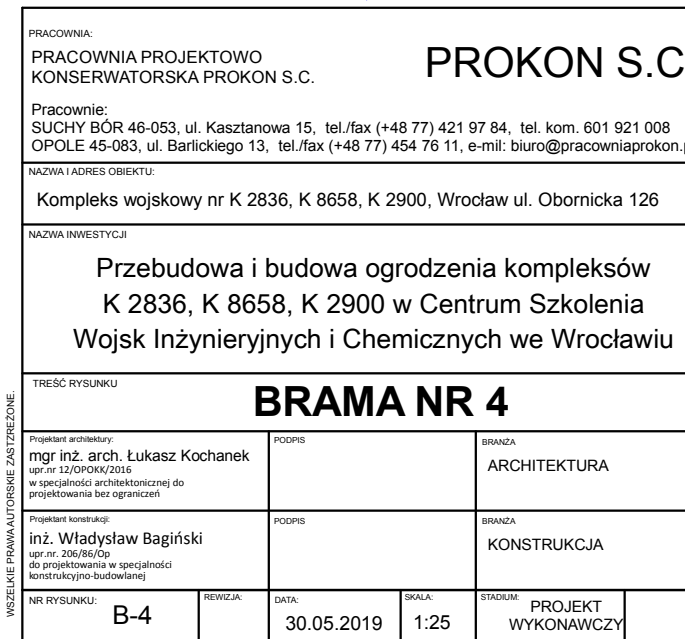 PRACOWNIA:
PRACOWNIA PROJEKTOWO
KONSERWATORSKA PROKON S.C.
PROKON S.C
Pracownie:
SUCHY BÓR 46-053, ul. Kasztanowa 15, tel./fax (+48 77) 421 97 84, tel. kom. 601 921 008
OPOLE 45-083, ul. Barlickiego 13, tel./fax (+48 77) 454 76 11, e-mil: biuro@pracowniaprokon.p
NAZWA I ADRES OBIEKTU:
Kompleks wojskowy nr K 2836, K 8658, K 2900, Wrocław ul. Obornicka 126
NAZWA INWESTYCJI
Przebudowa i budowa ogrodzenia kompleksów
K 2836, K 8658, K 2900 w Centrum Szkolenia
Wojsk Inżynieryjnych i Chemicznych we Wrocławiu
TREŚĆ RYSUNKU
BRAMA NR 4
Projektant architektury:
mgr inż. arch. Łukasz Kochanek
upr.nr 12/OPOKK/2016
w specjalności architektonicznej do
projektowania bez ograniczeń
PODPIS
BRANŻA
ARCHITEKTURA
Projektant konstrukcji:
inż. Władysław Bagiński
upr.nr. 206/86/Op
do projektowania w specjalności
konstrukcyjno-budowlanej
PODPIS
BRANŻA
KONSTRUKCJA
NR RYSUNKU:
B-4
REWIZJA:
DATA:
30.05.2019
SKALA:
1:25
STADIUM:
PROJEKT
WYKONAWCZY
WSZELKIE PRAWA AUTORSKIE ZASTRZEŻONE.